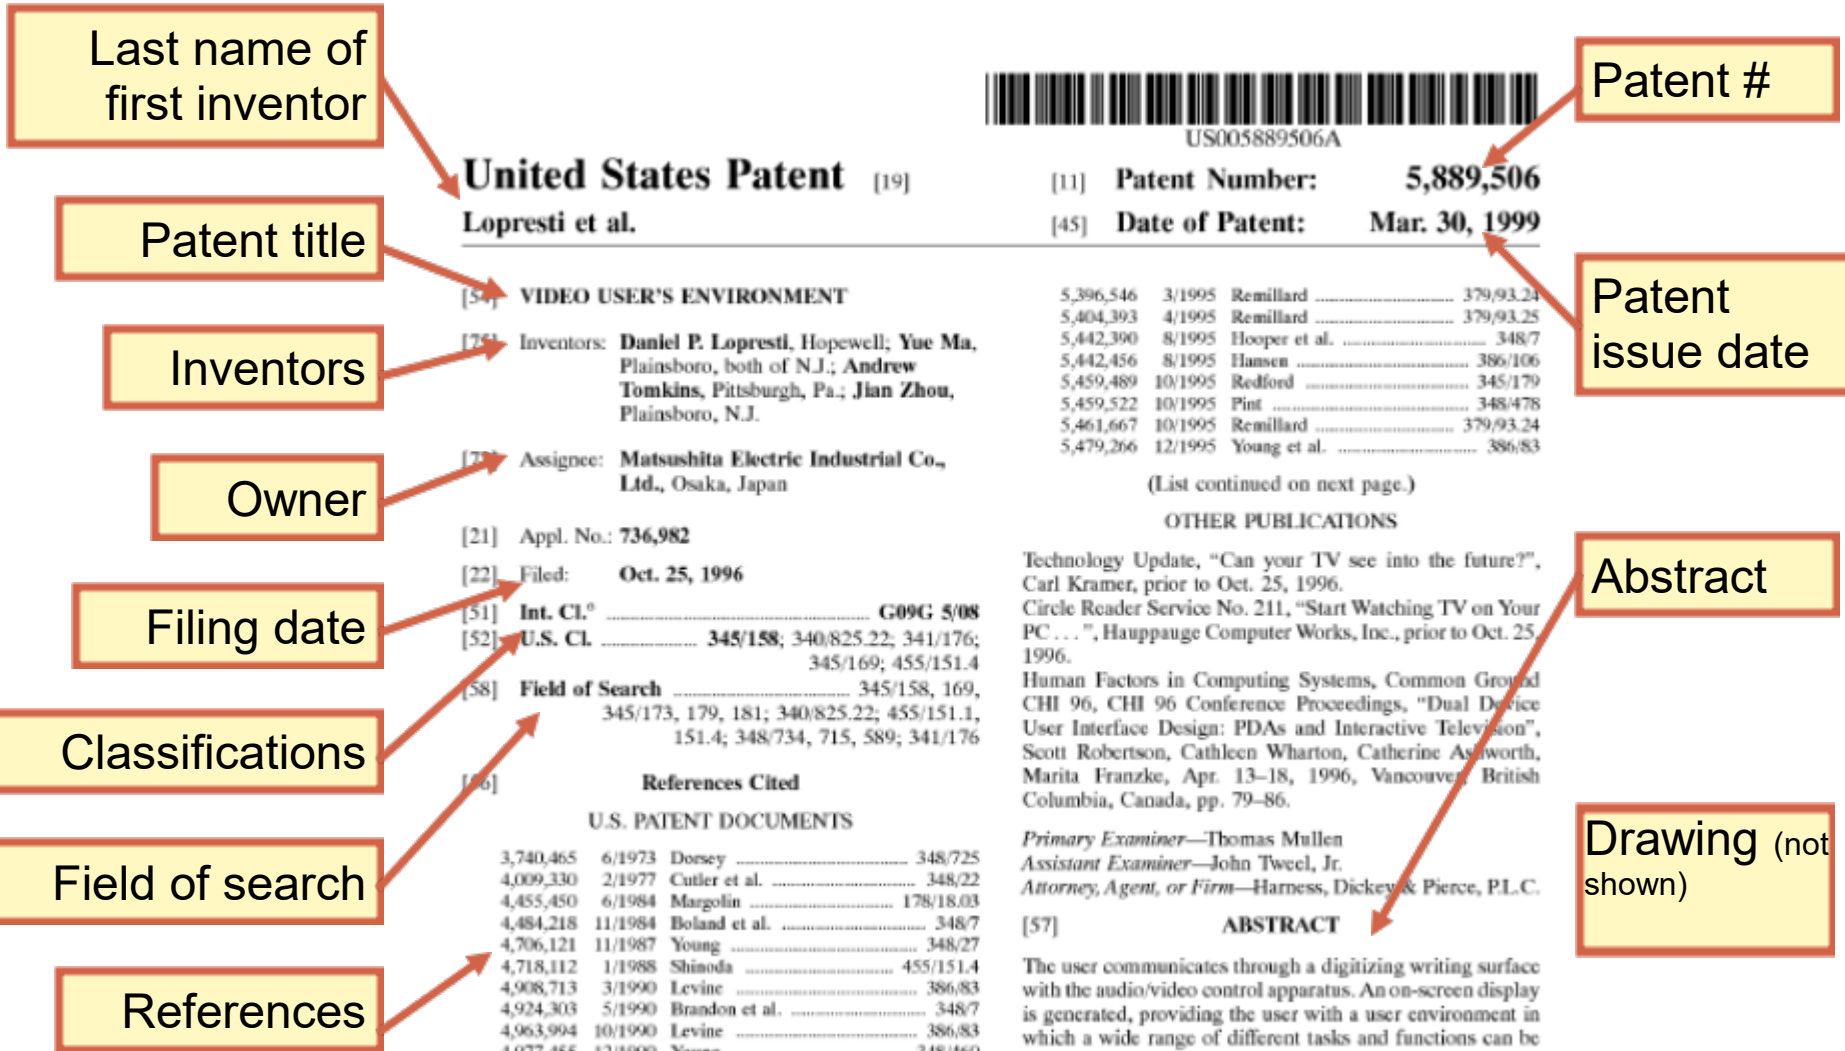 Last name of
first inventor
Patent title
Inventors
Owner
Filing date
Classifications
Field of search
References
US005889506A
United States Patent [19]
Lopresti et al.
[11] Patent Number: 5,889,506
[45] Date of Patent: Mar. 30, 1999
[54] VIDEO USER'S ENVIRONMENT
[75] Inventors: Daniel P. Lopresti, Hopewell; Yue Ma,
Plainsboro, both of N.J.; Andrew
Tomkins, Pittsburgh, Pa.; Jian Zhou,
Plainsboro, N.J.
[73] Assignee: Matsushita Electric Industrial Co.,
Ltd., Osaka, Japan
[21] Appl. No.: 736,982
[22] Filed: Oct. 25, 1996
[51] Int. Cl.⁶ ........ G09G 5/08
[52] U.S. Cl. ........ 345/158; 340/825.22; 341/176;
345/169; 455/151.4
[58] Field of Search ........ 345/158, 169,
345/173, 179, 181; 340/825.22; 455/151.1,
151.4; 348/734, 715, 589; 341/176
[56] References Cited
U.S. PATENT DOCUMENTS
3,740,465 6/1973 Dorsey ........ 348/725
4,009,330 2/1977 Cutler et al. ........ 348/22
4,455,450 6/1984 Margolin ........ 178/18.03
4,484,218 11/1984 Boland et al. ........ 348/7
4,706,121 11/1987 Young ........ 348/27
4,718,112 1/1988 Shinoda ........ 455/151.4
4,908,713 3/1990 Levine ........ 386/83
4,924,303 5/1990 Brandon et al. ........ 348/7
4,963,994 10/1990 Levine ........ 386/83
5,396,546 3/1995 Remillard ........ 379/93.24
5,404,393 4/1995 Remillard ........ 379/93.25
5,442,390 8/1995 Hooper et al. ........ 348/7
5,442,456 8/1995 Hansen ........ 386/106
5,459,489 10/1995 Redford ........ 345/179
5,459,522 10/1995 Pint ........ 348/478
5,461,667 10/1995 Remillard ........ 379/93.24
5,479,266 12/1995 Young et al. ........ 386/83
(List continued on next page.)
OTHER PUBLICATIONS
Technology Update, “Can your TV see into the future?”,
Carl Kramer, prior to Oct. 25, 1996.
Circle Reader Service No. 211, “Start Watching TV on Your
PC . . . ”, Hauppauge Computer Works, Inc., prior to Oct. 25,
1996.
Human Factors in Computing Systems, Common Ground
CHI 96, CHI 96 Conference Proceedings, “Dual Device
User Interface Design: PDAs and Interactive Television”,
Scott Robertson, Cathleen Wharton, Catherine Ashworth,
Marita Franzke, Apr. 13–18, 1996, Vancouver, British
Columbia, Canada, pp. 79–86.
Primary Examiner—Thomas Mullen
Assistant Examiner—John Tweel, Jr.
Attorney, Agent, or Firm—Harness, Dickey & Pierce, P.L.C.
[57] ABSTRACT
The user communicates through a digitizing writing surface
with the audio/video control apparatus. An on-screen display
is generated, providing the user with a user environment in
which a wide range of different tasks and functions can be
Patent #
Patent
issue date
Abstract
Drawing (not
shown)